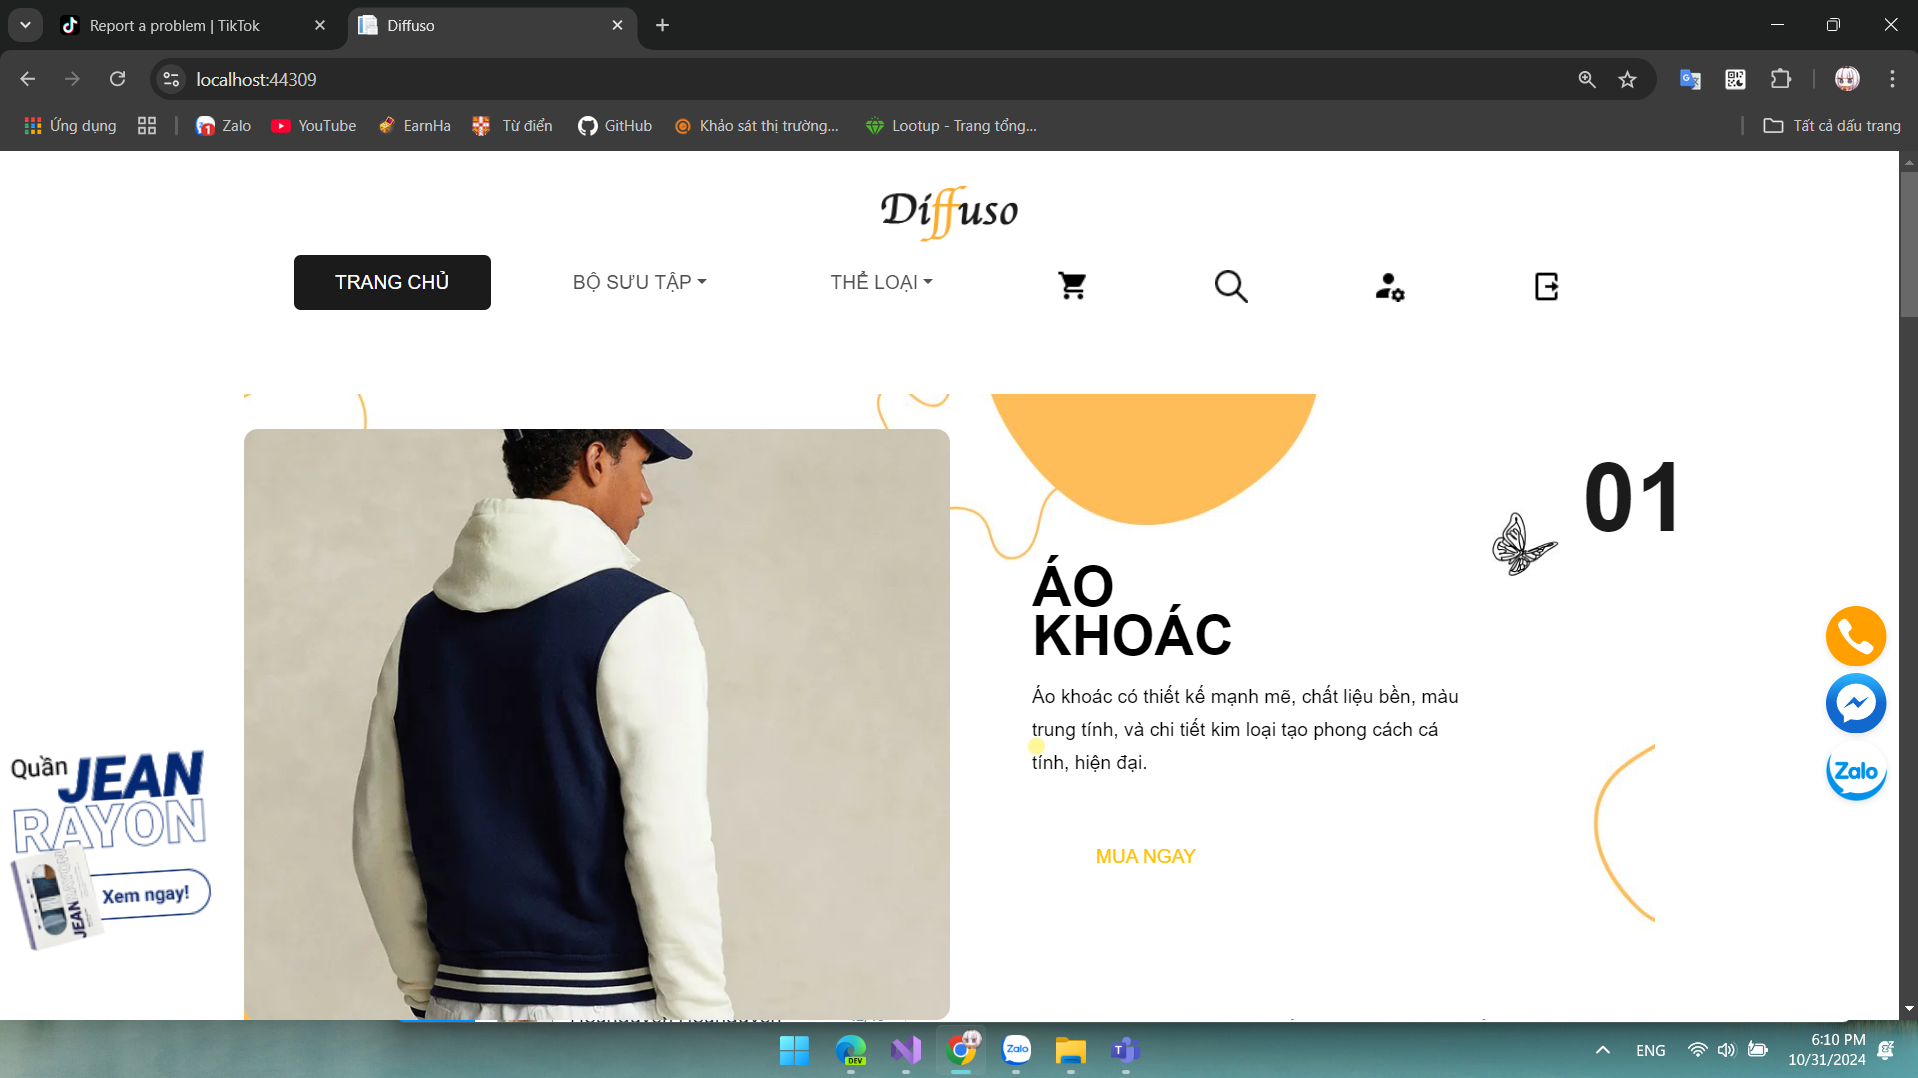 Report a problem | TikTok
Diffuso
localhost:44309
Ứng dụng
Zalo
YouTube
EarnHa
Từ điển
GitHub
Khảo sát thị trường...
Lootup - Trang tổng...
Tất cả dấu trang
Diffuso
TRANG CHỦ
BỘ SƯU TẬP
THỂ LOẠI
01
ÁO
KHOÁC
Áo khoác có thiết kế mạnh mẽ, chất liệu bền, màu
trung tính, và chi tiết kim loại tạo phong cách cá
tính, hiện đại.
MUA NGAY
Zalo
Quần JEAN
RAYON
Xem ngay!
JEAN
RAYON
DEV
Zalo
ENG
6:10 PM
10/31/2024